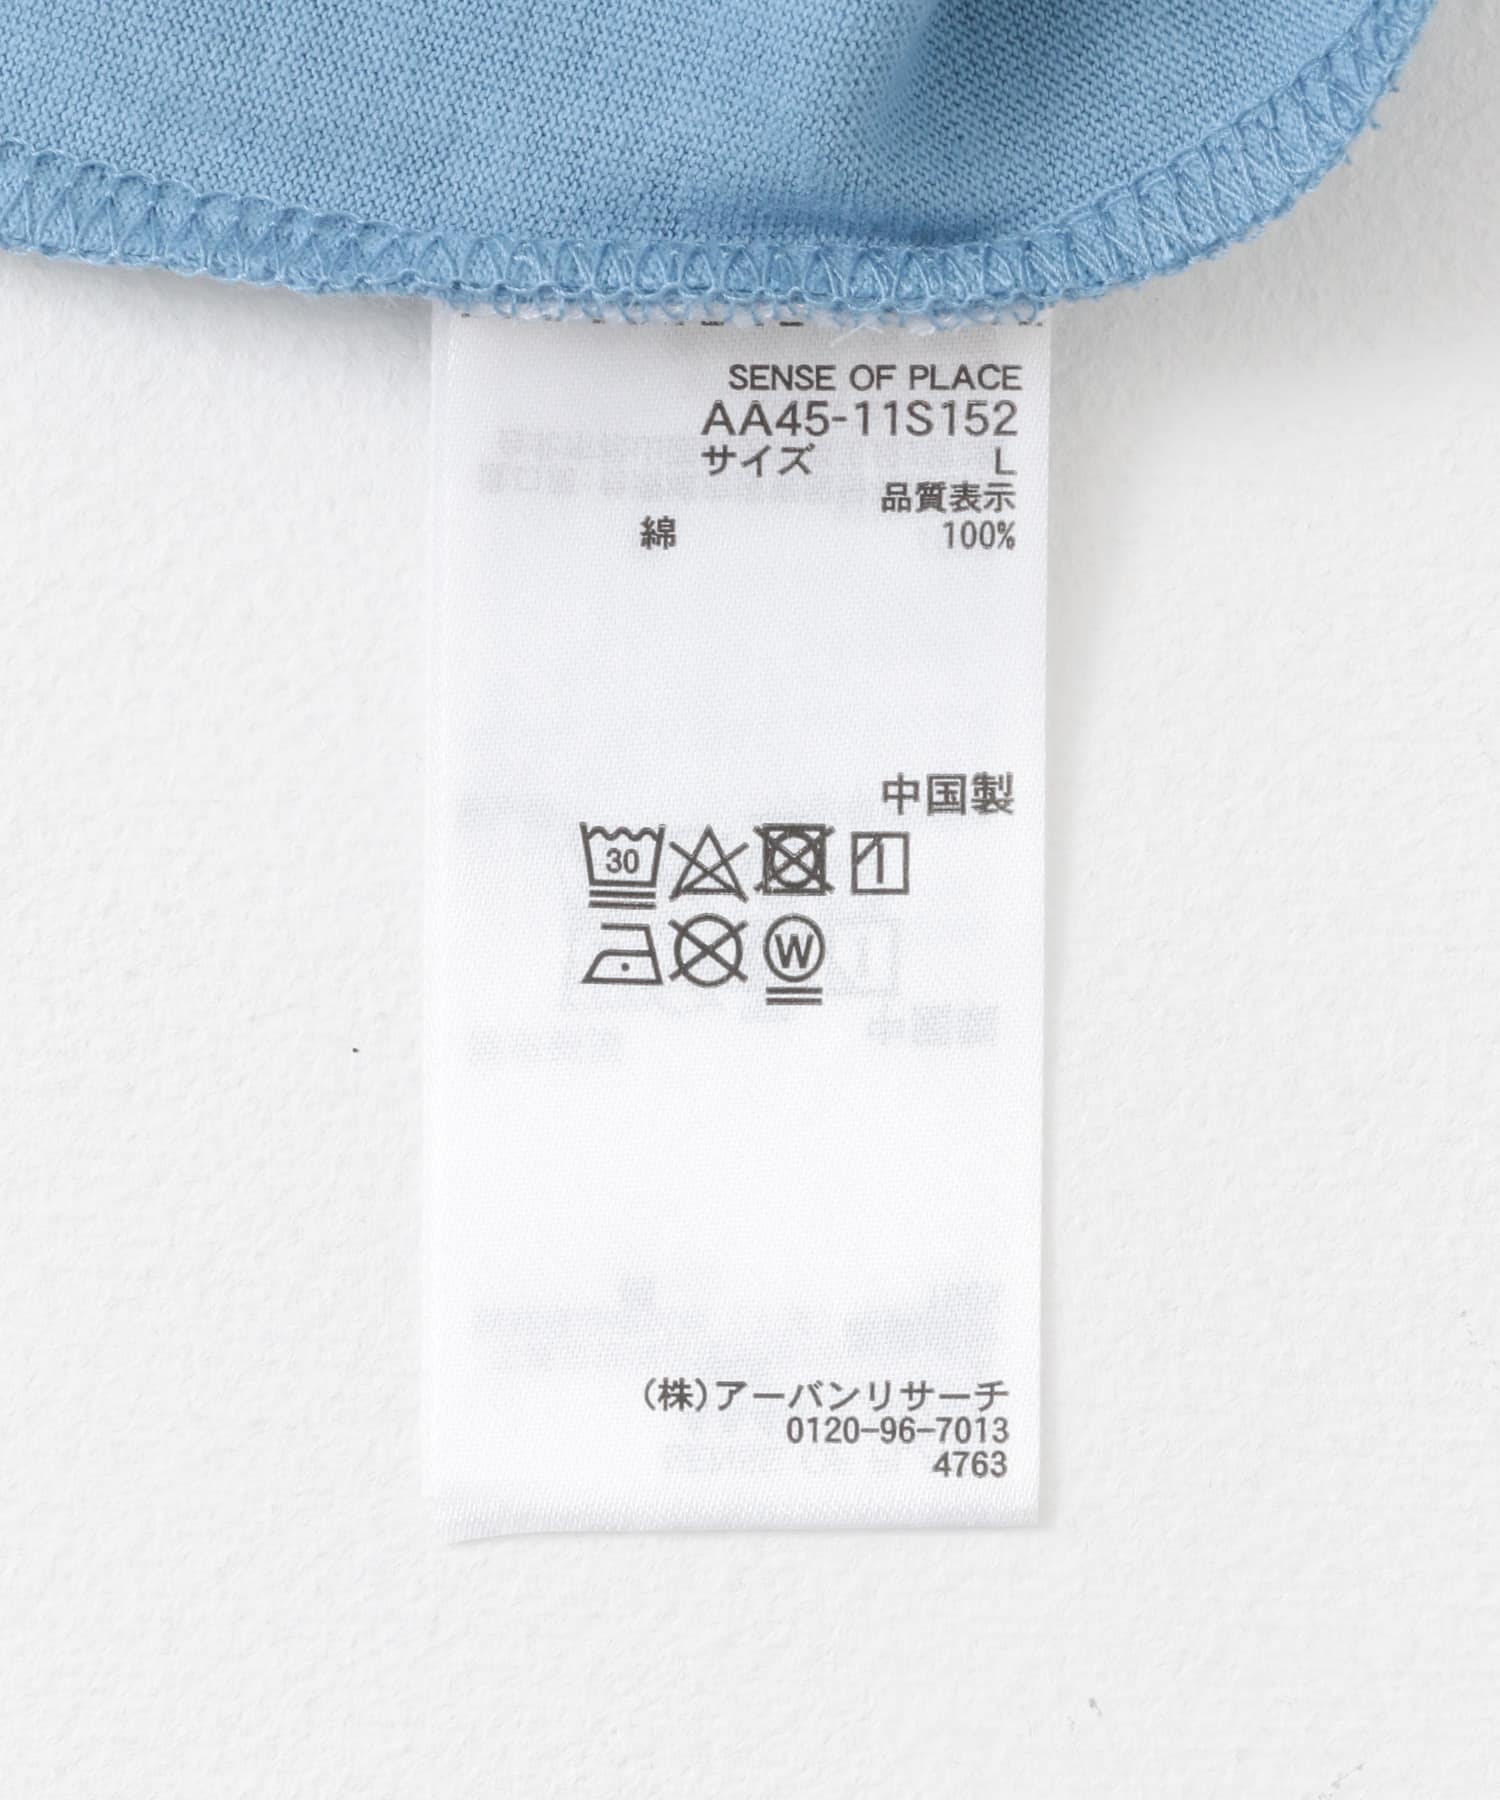 SENSE OF PLACE
AA45-11S152
サイズ L
品質表示
綿 100%
中国製
30
W
(株)アーバンリサーチ
0120-96-7013
4763